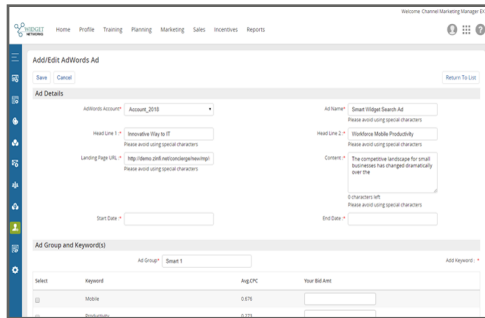 Welcome Channel Marketing Manager EX
WIDGET
NETWORKS
Home Profile Training Planning Marketing Sales Incentives Reports
Add/Edit AdWords Ad
Save Cancel Return To List
Ad Details
AdWords Account* Account_2018 Ad Name* Smart Widget Search Ad
Please avoid using special characters
Head Line 1 :* Innovative Way to IT Head Line 2 :* Workforce Mobile Productivity
Please avoid using special characters Please avoid using special characters
Landing Page URL :* Content :* The competitive landscape for small
Please avoid using special characters businesses has changed dramatically
over the
0 characters left
Please avoid using special characters
Start Date :* End Date :*
Ad Group and Keyword(s)
Ad Group* Smart 1 Add Keyword : *
Select Keyword Avg.CPC Your Bid Amt
Mobile 0.676
Productivity